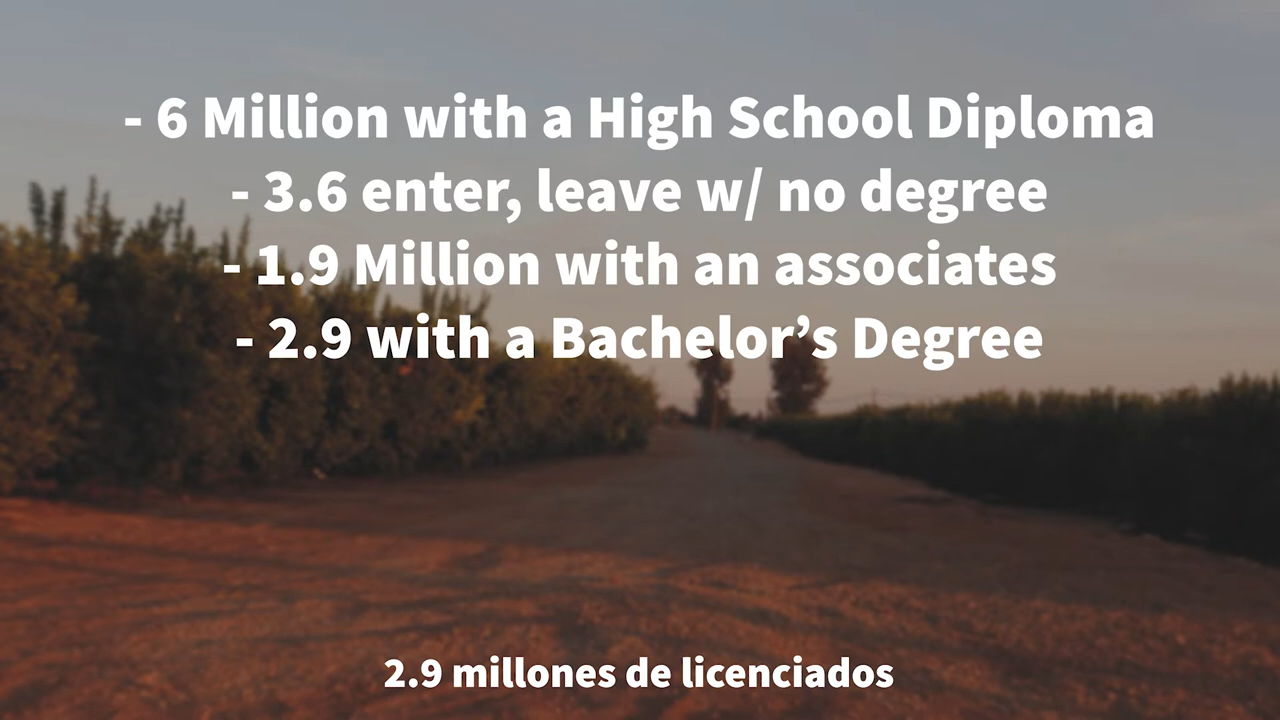 - 6 Million with a High School Diploma
- 3.6 enter, leave w/ no degree
- 1.9 Million with an associates
- 2.9 with a Bachelor’s Degree
2.9 millones de licenciados